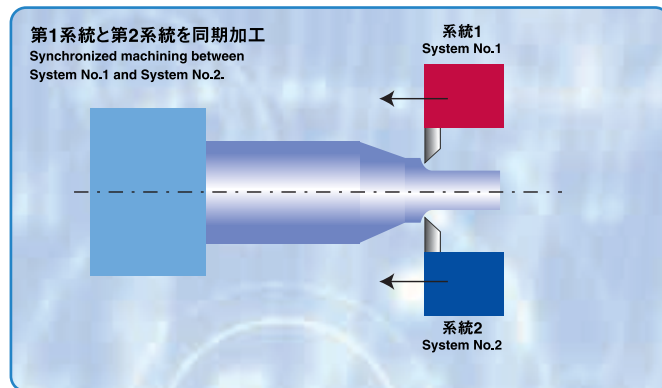 第1系統と第2系統を同期加工
Synchronized machining between
System No.1 and System No.2.
系統1
System No.1
系統2
System No.2